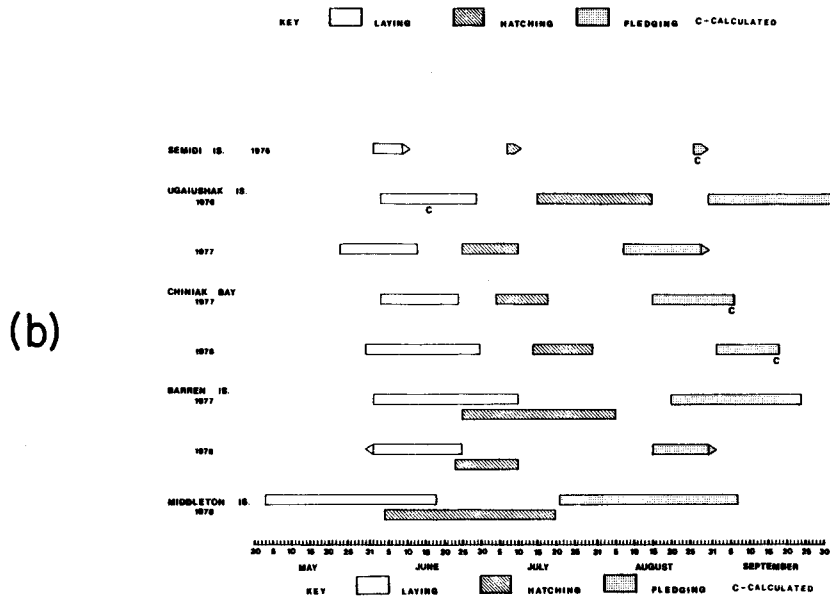 KEY LAYING HATCHING FLEDGING C-CALCULATED
SEMIDI IS. 1976
C
UGAIUSHAK IS.
1976
C
1977
CHINIAK BAY
1977
C
1978
C
(b)
BARREN IS.
1977
1978
MIDDLETON IS.
1978
30 5 10 15 20 25 31 5 10 15 20 25 30 5 10 15 20 25 31 5 10 15 20 25 31 5 10 15 20 25 30
MAY JUNE JULY AUGUST SEPTEMBER
KEY LAYING HATCHING FLEDGING C-CALCULATED